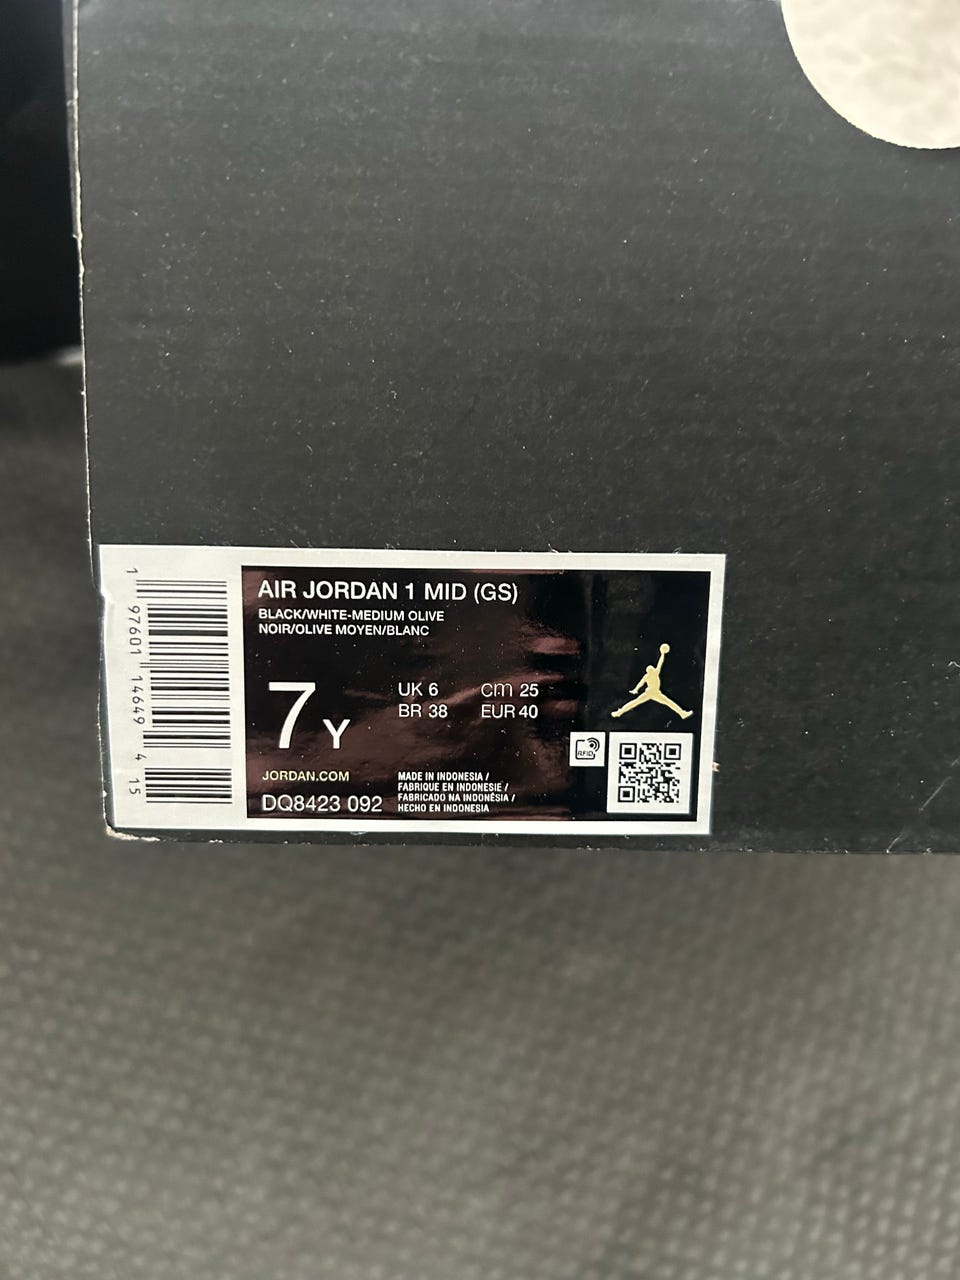 AIR JORDAN 1 MID (GS)
BLACK/WHITE-MEDIUM OLIVE
NOIR/OLIVE MOYEN/BLANC
7 Y
UK 6 cm 25
BR 38 EUR 40
RFID
JORDAN.COM
DQ8423 092
MADE IN INDONESIA /
FABRIQUE EN INDONESIE /
FABRICADO NA INDONÉSIA /
HECHO EN INDONESIA
1 97601 14649 4 15